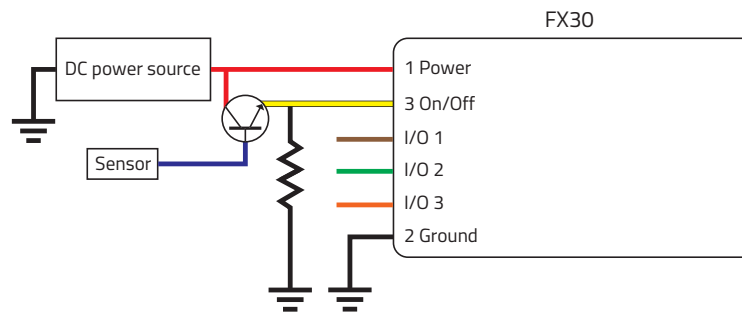 FX30
DC power source
1 Power
3 On/Off
I/O 1
Sensor
I/O 2
I/O 3
2 Ground